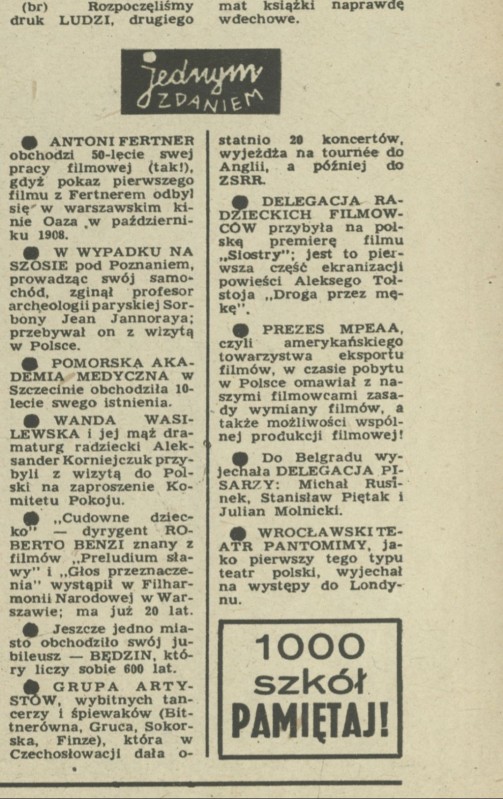 (br) Rozpoczęliśmy
druk LUDZI, drugiego
mat książki naprawdę
wdechowe.
jednym
ZDANIEM
ANTONI FERTNER
obchodzi 50-lecie swej
pracy filmowej (tak!),
gdyż pokaz pierwszego
filmu z Fertnerem odbył
się w warszawskim ki-
nie Oaza w październi-
ku 1908.
W WYPADKU NA
SZOSIE pod Poznaniem,
prowadząc swój samo-
chód, zginął profesor
archeologii paryskiej Sor-
bony Jean Jannoraya;
przebywał on z wizytą
w Polsce.
POMORSKA AKA-
DEMIA MEDYCZNA w
Szczecinie obchodziła 10-
lecie swego istnienia.
WANDA WASI-
LEWSKA i jej mąż dra-
maturg radziecki Alek-
sander Korniejczuk przy-
byli z wizytą do Pol-
ski na zaproszenie Ko-
mitetu Pokoju.
„Cudowne dziec-
ko" — dyrygent RO-
BERTO BENZI znany z
filmów „Preludium sła-
wy" i „Głos przeznacze-
nia" wystąpił w Filhar-
monii Narodowej w War-
szawie; ma już 20 lat.
Jeszcze jedno mia-
sto obchodziło swój ju-
bileusz — BĘDZIN, któ-
ry liczy sobie 600 lat.
GRUPA ARTY-
STÓW, wybitnych tan-
cerzy i śpiewaków (Bit-
tnerówna, Gruca, Sokor-
ska, Finze), która w
Czechosłowacji dała o-
statnio 20 koncertów,
wyjeżdża na tournée do
Anglii, a później do
ZSRR.
DELEGACJA RA-
DZIECKICH FILMOW-
CÓW przybyła na pol-
ską premierę filmu
„Siostry"; jest to pier-
wsza część ekranizacji
powieści Aleksego Toł-
stoja „Droga przez mę-
kę".
PREZES MPEAA,
czyli amerykańskiego
towarzystwa eksportu
filmów, w czasie pobytu
w Polsce omawiał z na-
szymi filmowcami zasa-
dy wymiany filmów, a
także możliwości wspól-
nej produkcji filmowej!
Do Belgradu wy-
jechała DELEGACJA PI-
SARZY: Michał Rusi-
nek, Stanisław Piętak i
Julian Molnicki.
WROCŁAWSKI TE-
ATR PANTOMIMY, ja-
ko pierwszy tego typu
teatr polski, wyjechał
na występy do Londy-
nu.
1000
szkół
PAMIĘTAJ!